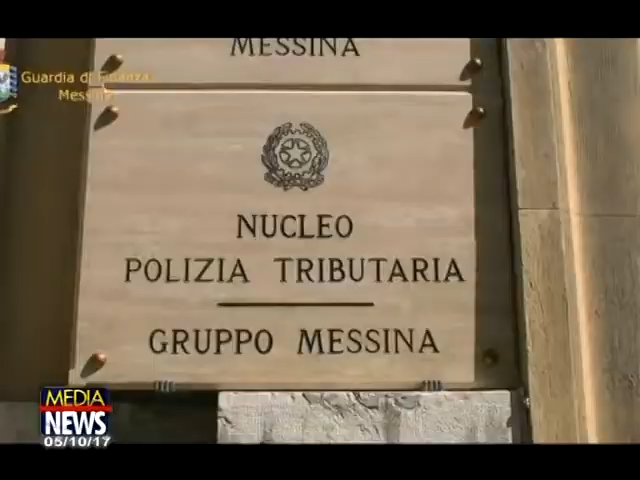 MESSINA
Guardia di Finanza
Messina
NUCLEO
POLIZIA TRIBUTARIA
GRUPPO MESSINA
MEDIA
NEWS
05/10/17